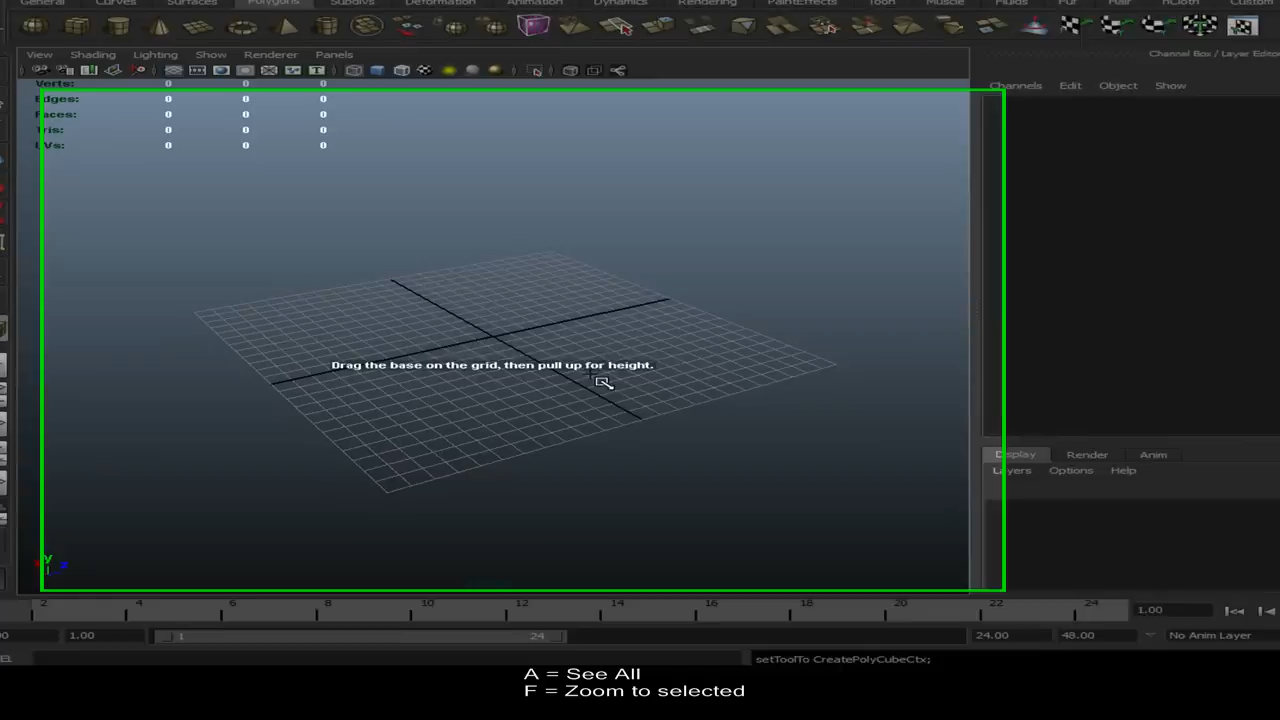 General Curves Surfaces Polygons Subdivs Deformation Animation Dynamics Rendering PaintEffects Toon Muscle Fluids Fur Hair nCloth Custom
View Shading Lighting Show Renderer Panels
Channel Box / Layer Editor
Channels Edit Object Show
Verts: 0 0 0
Edges: 0 0 0
Faces: 0 0 0
Tris: 0 0 0
UVs: 0 0 0
Drag the base on the grid, then pull up for height.
Display Render Anim
Layers Options Help
y
z
2 4 6 8 10 12 14 16 18 20 22 24 1.00
1.00 1 24 24.00 48.00 No Anim Layer
setToolTo CreatePolyCubeCtx;
A = See All
F = Zoom to selected